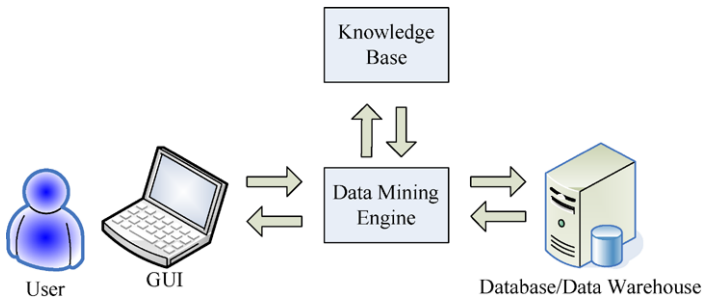 Knowledge
Base
Data Mining
Engine
User
GUI
Database/Data Warehouse